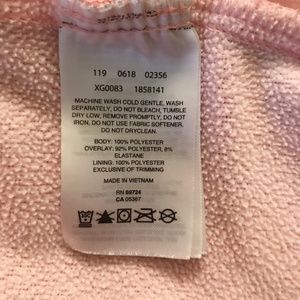 119 0618 02356
XG0083 1858141
MACHINE WASH COLD GENTLE, WASH
SEPARATELY, DO NOT BLEACH, TUMBLE
DRY LOW, REMOVE PROMPTLY, DO NOT
IRON. DO NOT USE FABRIC SOFTENER.
DO NOT DRYCLEAN.
BODY: 100% POLYESTER
OVERLAY: 92% POLYESTER, 8%
ELASTANE
LINING: 100% POLYESTER
EXCLUSIVE OF TRIMMING
MADE IN VIETNAM
RN 69724
CA 05367